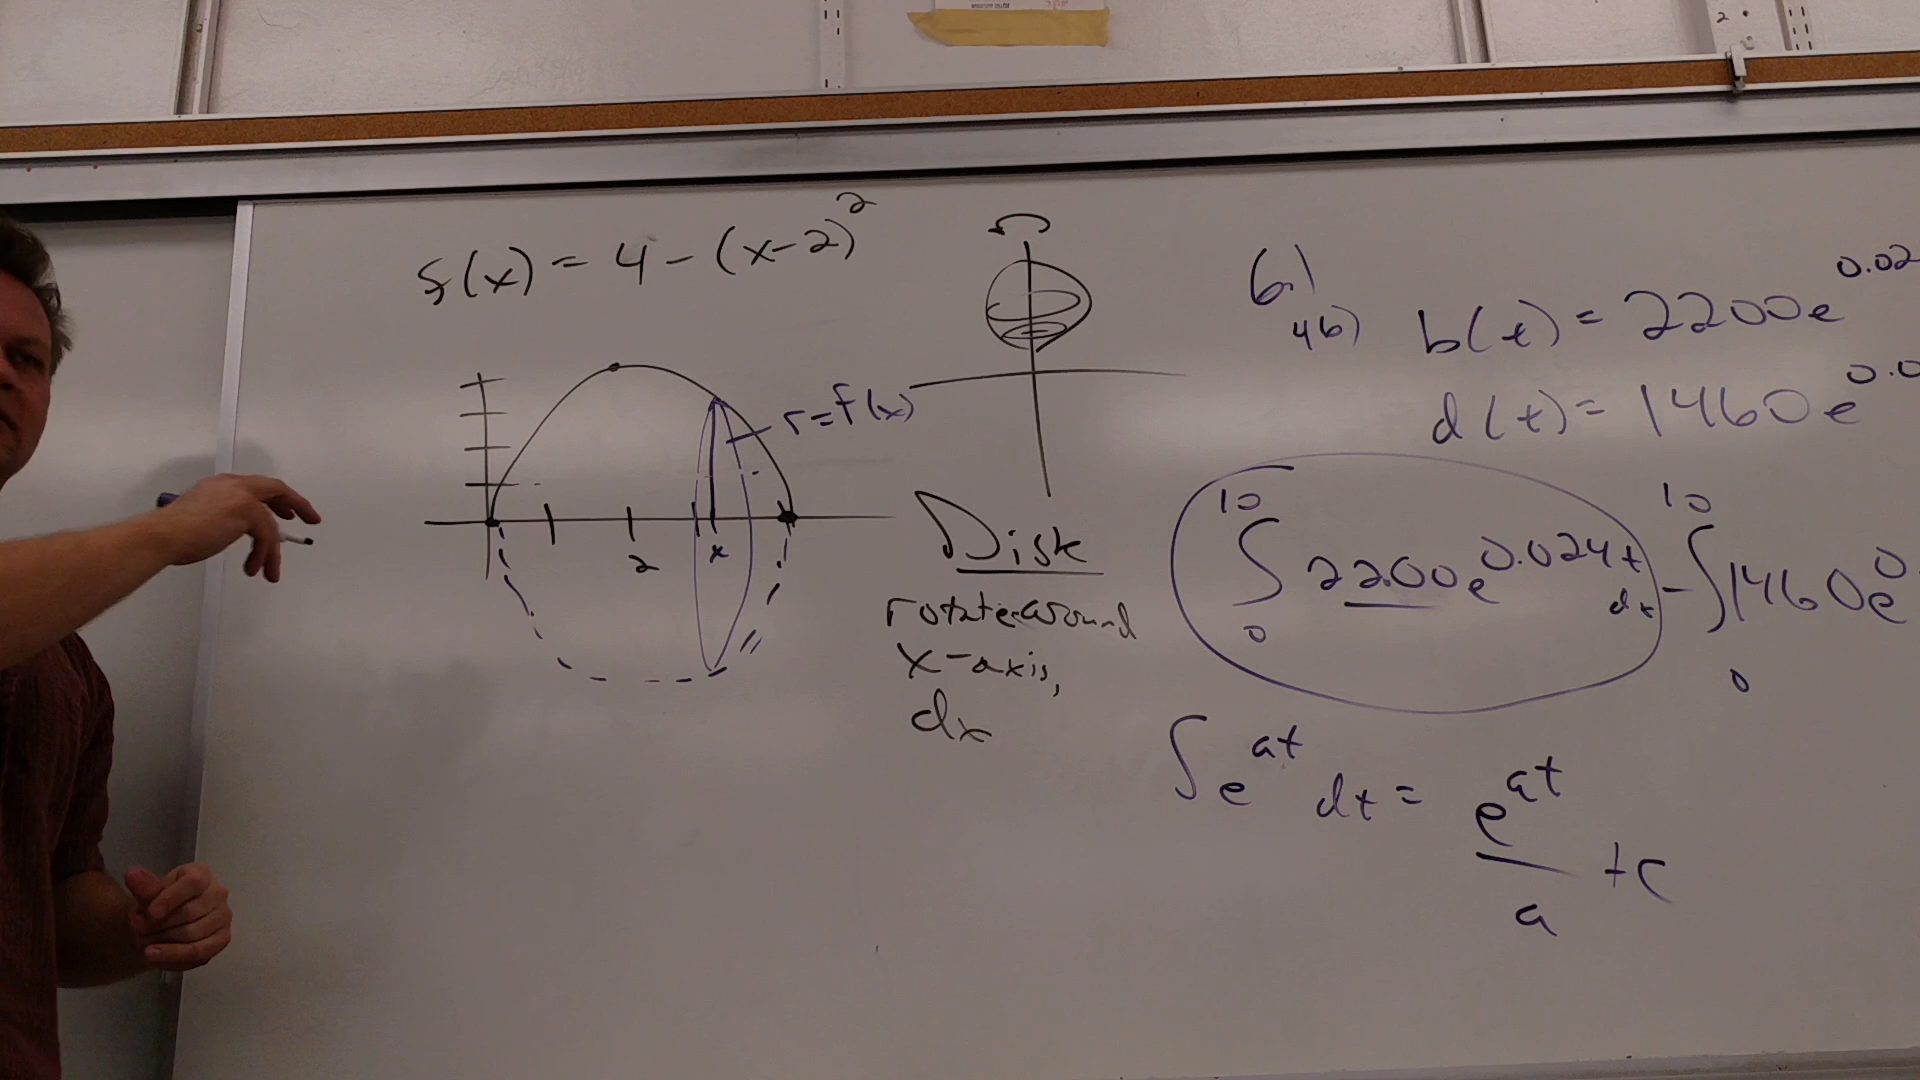 f(x) = 4 - (x-2)²
r = f(x)
2
x
Disk
rotate around
x-axis,
dx
6.)
4b)
b(t) = 2200e^0.02
d(t) = 1460e^0.0
∫₀¹⁰ 2200e^0.024t dt - ∫₀¹⁰ 1460e^0.
∫e^at dt = e^at/a + c